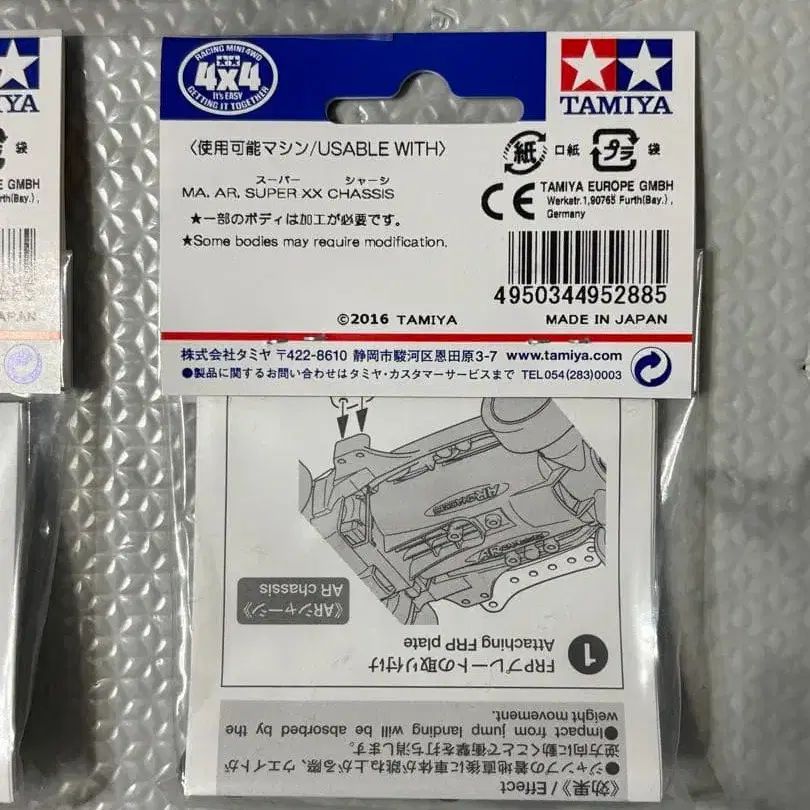 RACING MINI4WD
4x4
It's EASY
GETTING IT TOGETHER
TAMIYA
〈使用可能マシン/USABLE WITH〉
スーパー シャーシ
MA. AR. SUPER XX CHASSIS
★一部のボディは加工が必要です。
★Some bodies may require modification.
紙 口紙 プラ 袋
CE TAMIYA EUROPE GMBH
Werkstr.1,90765 Furth(Bay.),
Germany
4950344952885
©2016 TAMIYA MADE IN JAPAN
株式会社タミヤ 〒422-8610 静岡市駿河区恩田原3-7 www.tamiya.com
●製品に関するお問い合わせはタミヤ・カスタマーサービスまで TEL054(283)0003
YA
袋
E GMBH
rth(Bay.),
APAN
《効果》/ Effect
●ジャンプの着地直後に車体が跳ね上がる際、ウエイトが
逆方向に動くことで衝撃を打ち消します。
●Impact from jump landing will be absorbed by the
weight movement.
1 FRPプレートの取り付け
Attaching FRP plate
《ARシャーシ》
AR chassis